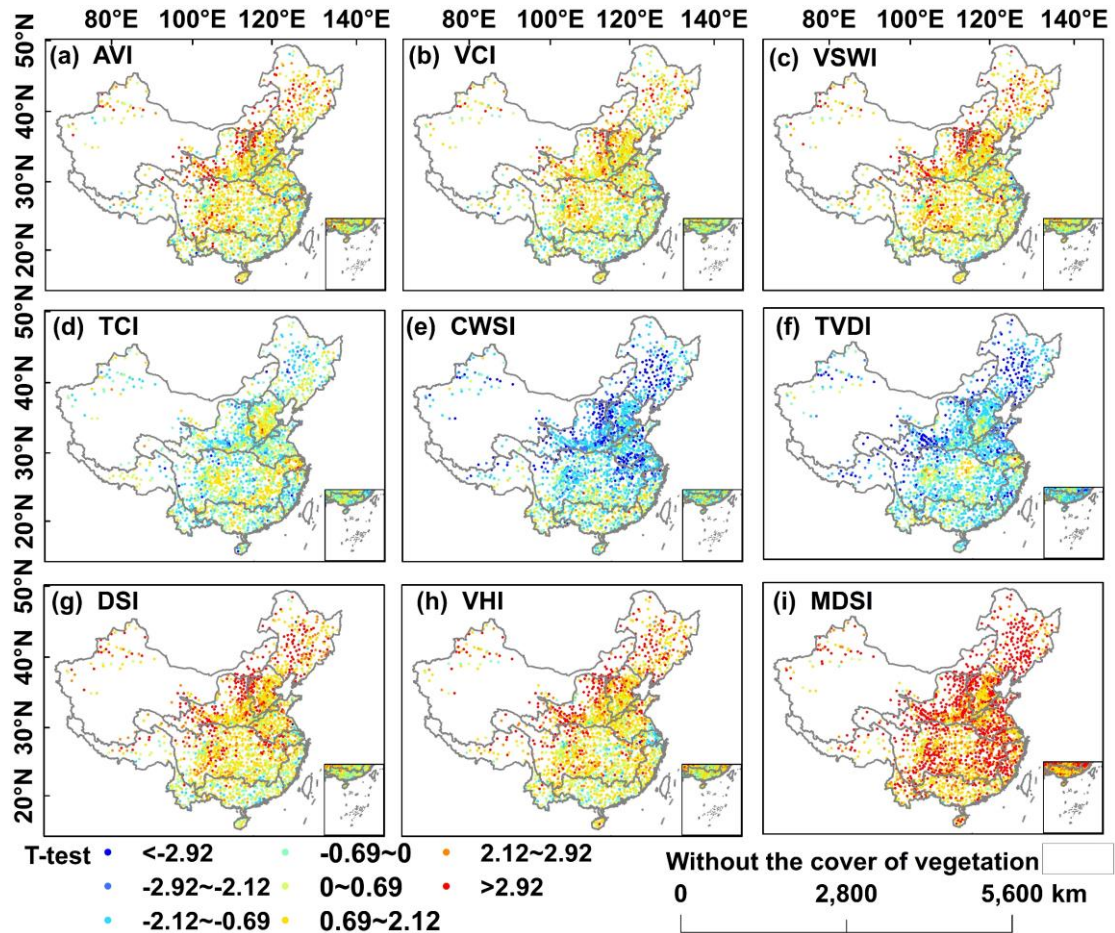 80°E 100°E 120°E 140°E 80°E 100°E 120°E 140°E 80°E 100°E 120°E 140°E
50°N
40°N
30°N
20°N
(a) AVI
(b) VCI
(c) VSWI
50°N
40°N
30°N
20°N
(d) TCI
(e) CWSI
(f) TVDI
50°N
40°N
30°N
20°N
(g) DSI
(h) VHI
(i) MDSI
T-test <-2.92 -0.69~0 2.12~2.92
-2.92~-2.12 0~0.69 >2.92
-2.12~-0.69 0.69~2.12
Without the cover of vegetation
0 2,800 5,600 km